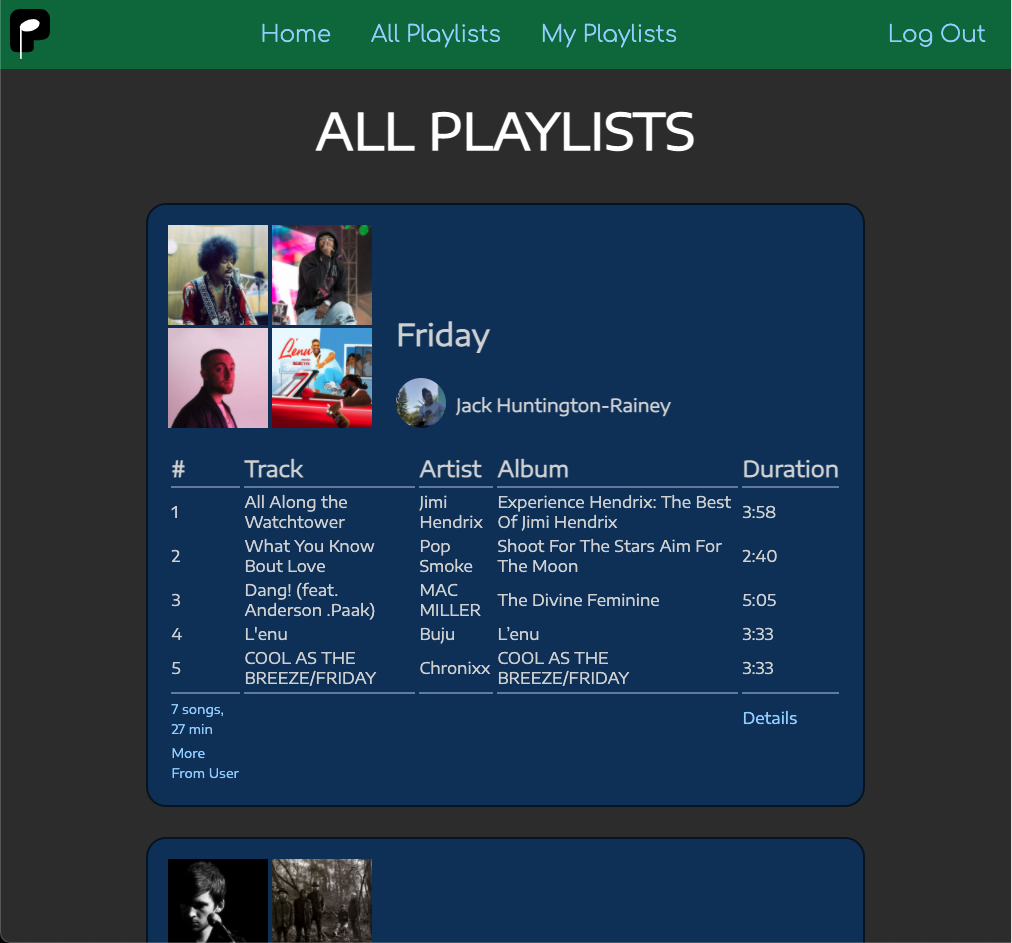 Home All Playlists My Playlists Log Out
ALL PLAYLISTS
L'enu
Friday
Jack Huntington-Rainey
# Track Artist Album Duration
1 All Along the Watchtower Jimi Hendrix Experience Hendrix: The Best Of Jimi Hendrix 3:58
2 What You Know Bout Love Pop Smoke Shoot For The Stars Aim For The Moon 2:40
3 Dang! (feat. Anderson .Paak) MAC MILLER The Divine Feminine 5:05
4 L'enu Buju L’enu 3:33
5 COOL AS THE BREEZE/FRIDAY Chronixx COOL AS THE BREEZE/FRIDAY 3:33
7 songs, 27 min Details
More From User